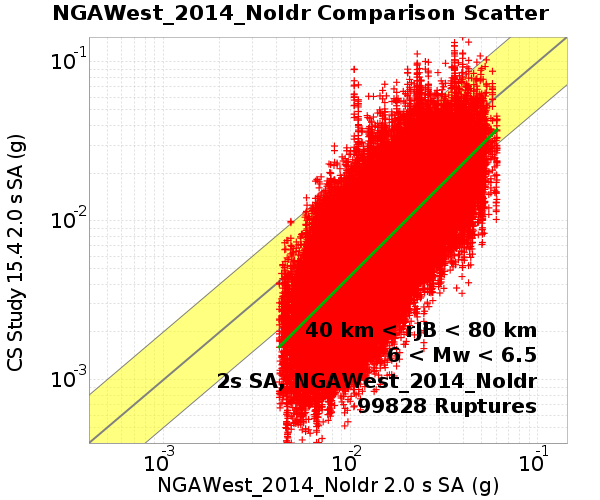 NGAWest_2014_NoIdr Comparison Scatter
CS Study 15.4 2.0 s SA (g)
10-1
10-2
10-3
40 km < rJB < 80 km
6 < Mw < 6.5
2s SA, NGAWest_2014_NoIdr
99828 Ruptures
10-3 10-2 10-1
NGAWest_2014_NoIdr 2.0 s SA (g)